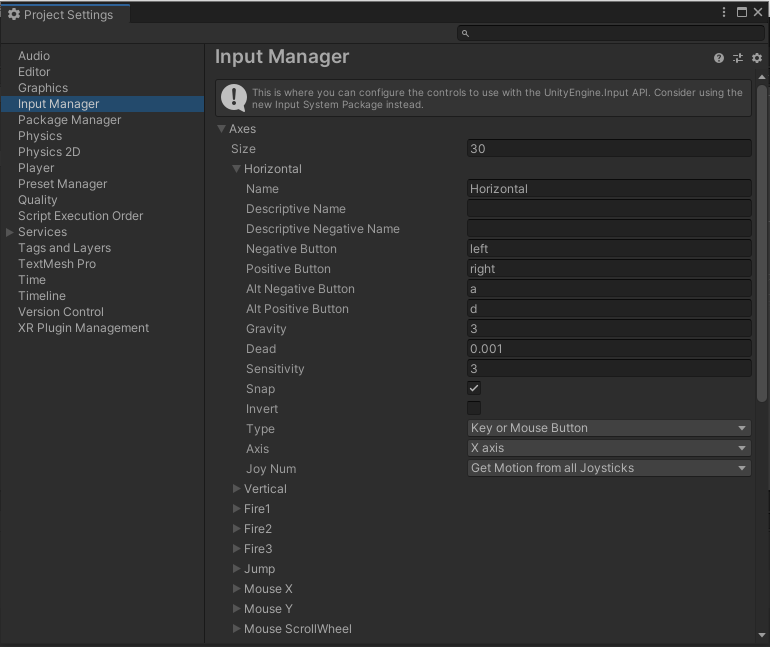 Project Settings
Audio
Editor
Graphics
Input Manager
Package Manager
Physics
Physics 2D
Player
Preset Manager
Quality
Script Execution Order
Services
Tags and Layers
TextMesh Pro
Time
Timeline
Version Control
XR Plugin Management
Input Manager
This is where you can configure the controls to use with the UnityEngine.Input API. Consider using the
new Input System Package instead.
Axes
Size 30
Horizontal
Name Horizontal
Descriptive Name
Descriptive Negative Name
Negative Button left
Positive Button right
Alt Negative Button a
Alt Positive Button d
Gravity 3
Dead 0.001
Sensitivity 3
Snap
Invert
Type Key or Mouse Button
Axis X axis
Joy Num Get Motion from all Joysticks
Vertical
Fire1
Fire2
Fire3
Jump
Mouse X
Mouse Y
Mouse ScrollWheel